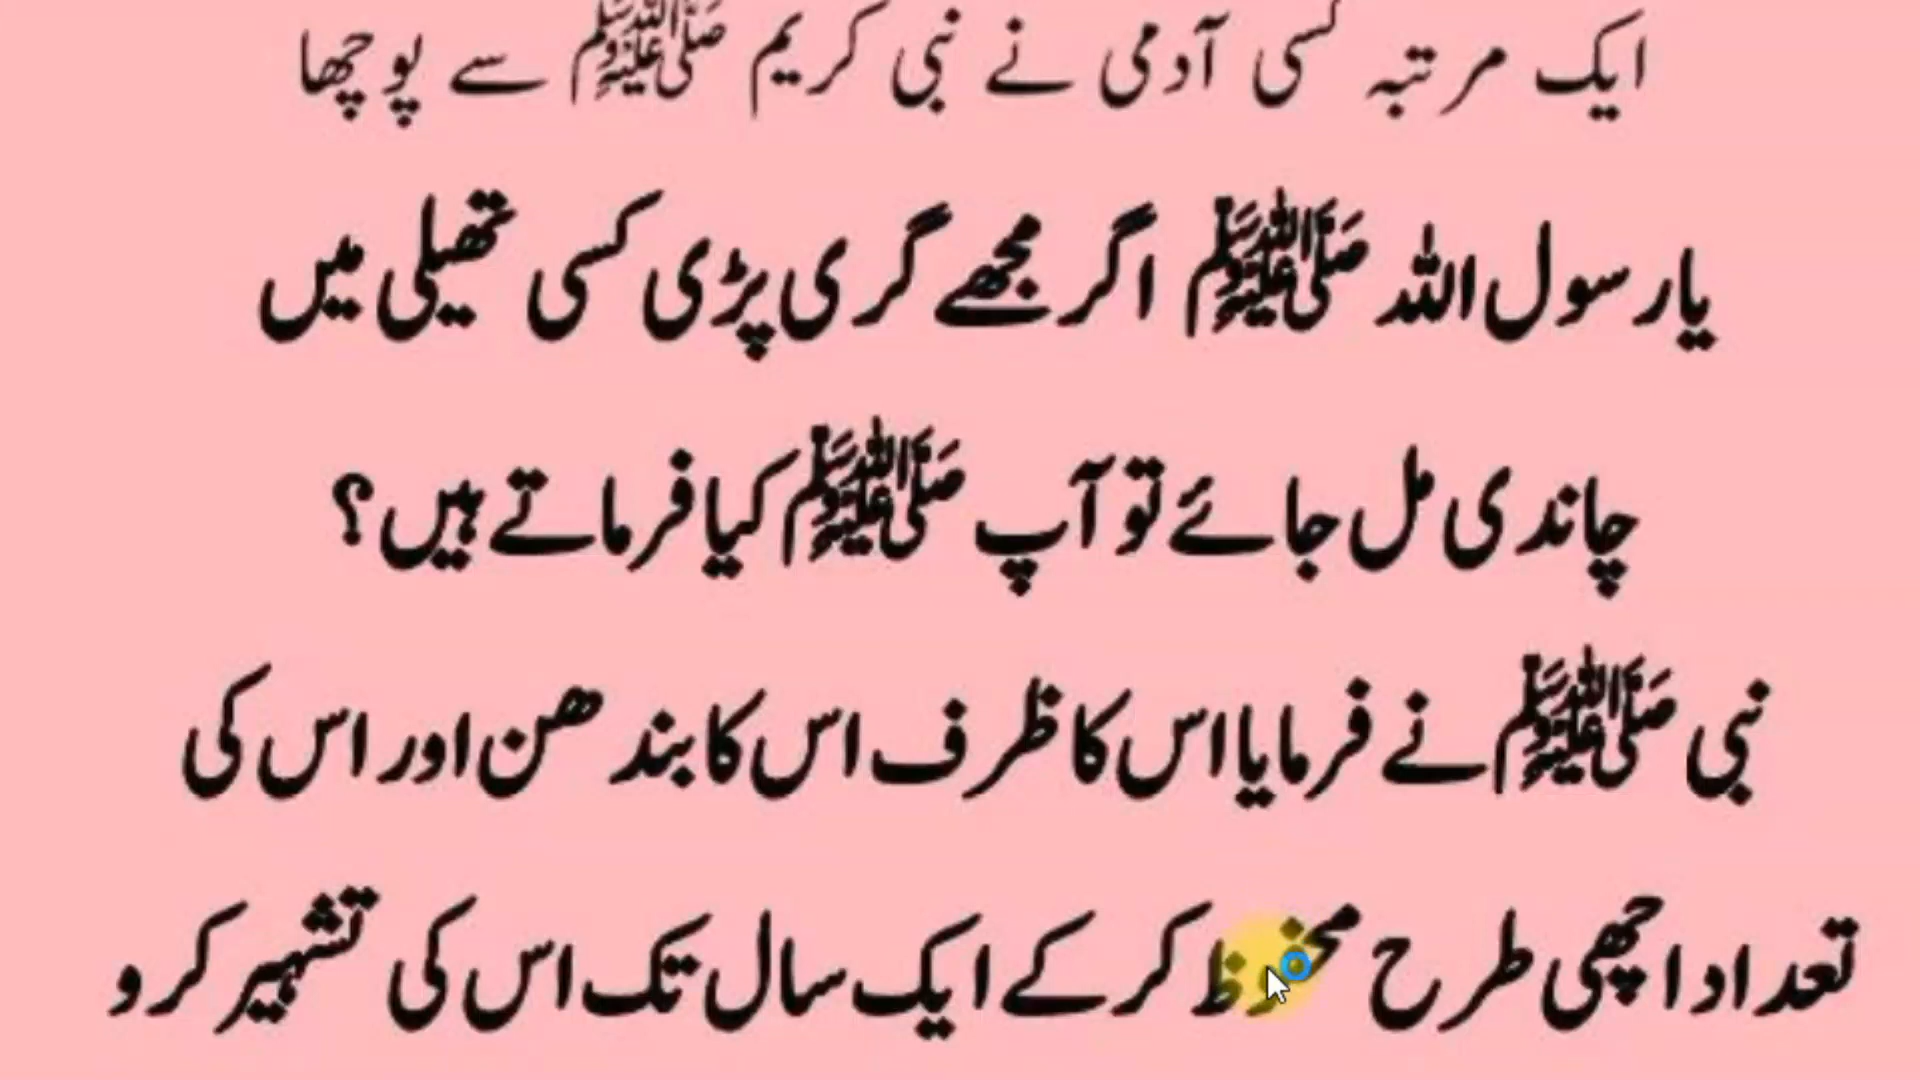 ایک مرتبہ کسی آدمی نے نبی کریم ﷺ سے پوچھا
یارسول اللہ ﷺ اگر مجھے گری پڑی کسی تھیلی میں
چاندی مل جائے تو آپ ﷺ کیا فرماتے ہیں؟
نبی ﷺ نے فرمایا اس کا ظرف اس کا بندھن اور اس کی
تعداد اچھی طرح محفوظ کر کے ایک سال تک اس کی تشہیر کرو